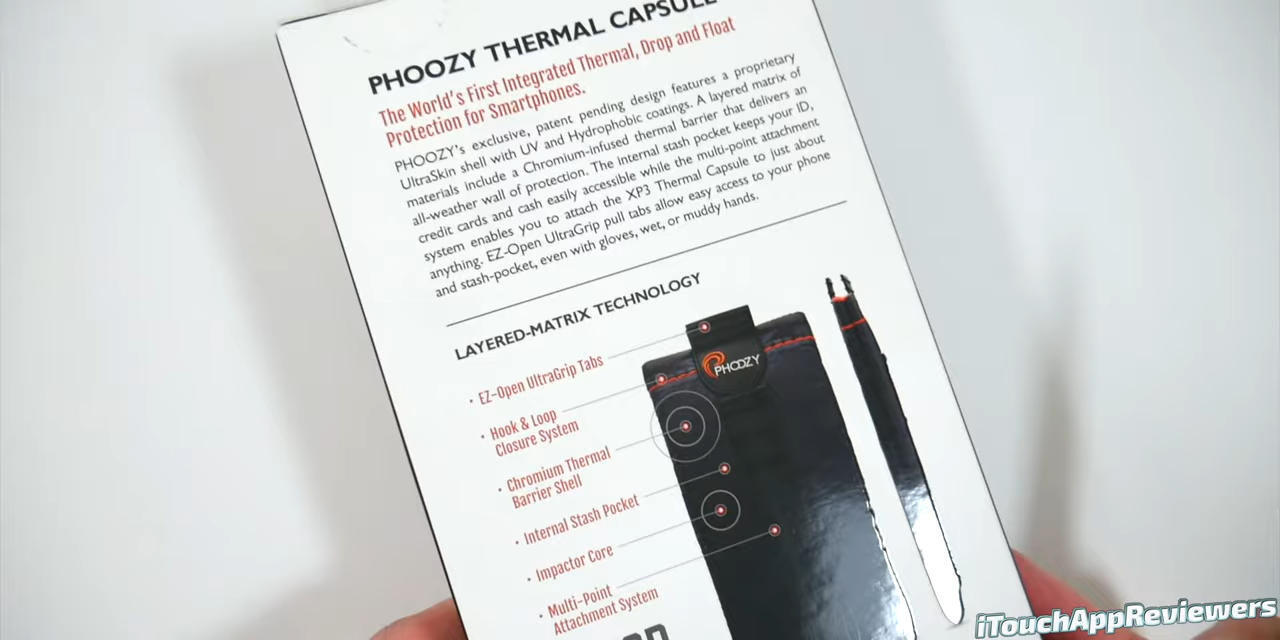 PHOOZY THERMAL CAPSULE
The World's First Integrated Thermal, Drop and Float
Protection for Smartphones.
PHOOZY's exclusive, patent pending design features a proprietary
UltraSkin shell with UV and Hydrophobic coatings. A layered matrix of
materials include a Chromium-infused thermal barrier that delivers an
all-weather wall of protection. The internal stash pocket keeps your ID,
credit cards and cash easily accessible while the multi-point attachment
system enables you to attach the XP3 Thermal Capsule to just about
anything. EZ-Open UltraGrip pull tabs allow easy access to your phone
and stash-pocket, even with gloves, wet, or muddy hands.
LAYERED-MATRIX TECHNOLOGY
• EZ-Open UltraGrip Tabs
• Hook & Loop
Closure System
• Chromium Thermal
Barrier Shell
• Internal Stash Pocket
• Impactor Core
• Multi-Point
Attachment System
PHOOZY
iTouchAppReviewers